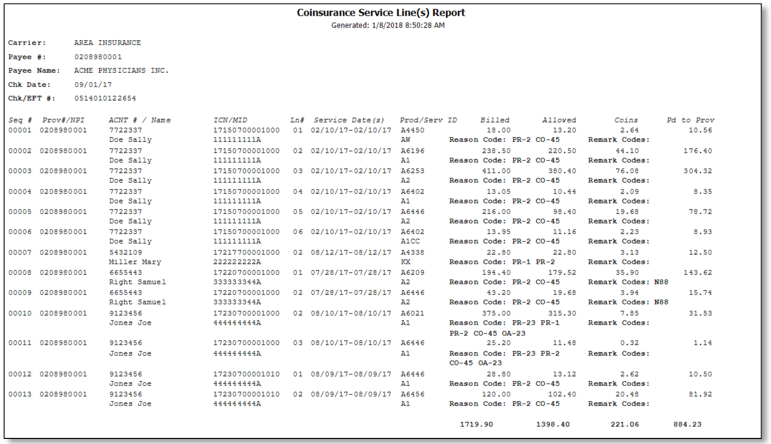 Coinsurance Service Line(s) Report
Generated: 1/8/2018 8:50:28 AM
Carrier: AREA INSURANCE
Payee #: 0208980001
Payee Name: ACME PHYSICIANS INC.
Chk Date: 09/01/17
Chk/EFT #: 0514010122654
Seq # Prov#/NPI ACNT # / Name ICN/MID Ln# Service Date(s) Prod/Serv ID Billed Allowed Coins Pd to Prov
00001 0208980001 7722337 17150700001000 01 02/10/17-02/10/17 A4450 18.00 13.20 2.64 10.56
Doe Sally 111111111A AW Reason Code: PR-2 CO-45 Remark Codes:
00002 0208980001 7722337 17150700001000 02 02/10/17-02/10/17 A6196 238.50 220.50 44.10 176.40
Doe Sally 111111111A A1 Reason Code: PR-2 CO-45 Remark Codes:
00003 0208980001 7722337 17150700001000 03 02/10/17-02/10/17 A6253 411.00 380.40 76.08 304.32
Doe Sally 111111111A A2 Reason Code: PR-2 CO-45 Remark Codes:
00004 0208980001 7722337 17150700001000 04 02/10/17-02/10/17 A6402 13.05 10.44 2.09 8.35
Doe Sally 111111111A A1 Reason Code: PR-2 CO-45 Remark Codes:
00005 0208980001 7722337 17150700001000 05 02/10/17-02/10/17 A6446 216.00 98.40 19.68 78.72
Doe Sally 111111111A A2 Reason Code: PR-2 CO-45 Remark Codes:
00006 0208980001 7722337 17150700001000 06 02/10/17-02/10/17 A6402 13.95 11.16 2.23 8.93
Doe Sally 111111111A A1CC Reason Code: PR-2 CO-45 Remark Codes:
00007 0208980001 5432109 17217700001000 02 08/12/17-08/12/17 A4338 22.80 22.80 3.13 12.50
Miller Mary 222222222A KX Reason Code: PR-1 PR-2 Remark Codes:
00008 0208980001 6655443 17220700001000 01 07/28/17-07/28/17 A6209 194.40 179.52 35.90 143.62
Right Samuel 333333344A A2 Reason Code: PR-2 CO-45 Remark Codes: N88
00009 0208980001 6655443 17220700001000 02 07/28/17-07/28/17 A6446 43.20 19.68 3.94 15.74
Right Samuel 333333344A A2 Reason Code: PR-2 CO-45 Remark Codes: N88
00010 0208980001 9123456 17230700001000 02 08/10/17-08/10/17 A6021 375.00 315.30 7.85 31.53
Jones Joe 444444444A A1 Reason Code: PR-23 PR-1 Remark Codes:
PR-2 CO-45 OA-23
00011 0208980001 9123456 17230700001000 03 08/10/17-08/10/17 A6446 25.20 11.48 0.32 1.14
Jones Joe 444444444A A1 Reason Code: PR-23 PR-2 Remark Codes:
CO-45 OA-23
00012 0208980001 9123456 17230700001010 01 08/09/17-08/09/17 A6446 28.80 13.12 2.62 10.50
Jones Joe 444444444A A1 Reason Code: PR-2 CO-45 Remark Codes:
00013 0208980001 9123456 17230700001010 02 08/09/17-08/09/17 A6456 120.00 102.40 20.48 81.92
Jones Joe 444444444A A1 Reason Code: PR-2 CO-45 Remark Codes:
1719.90 1398.40 221.06 884.23